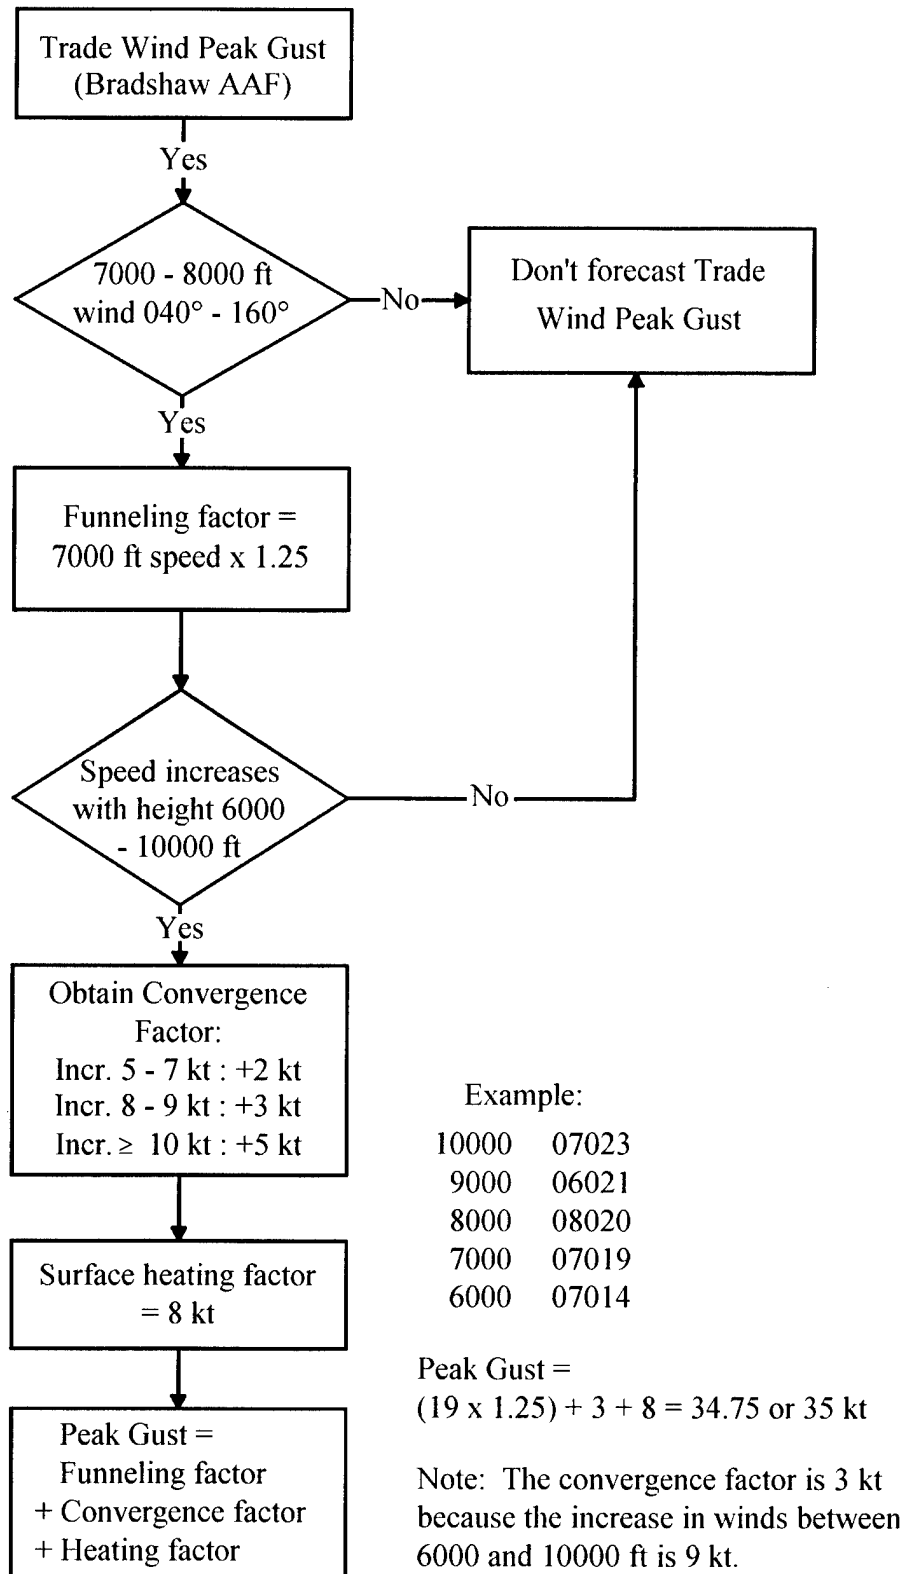 Trade Wind Peak Gust
(Bradshaw AAF)
Yes
7000 - 8000 ft
wind 040° - 160°
No
Don't forecast Trade
Wind Peak Gust
Yes
Funneling factor =
7000 ft speed x 1.25
Speed increases
with height 6000
- 10000 ft
No
Yes
Obtain Convergence
Factor:
Incr. 5 - 7 kt : +2 kt
Incr. 8 - 9 kt : +3 kt
Incr. ≥ 10 kt : +5 kt
Surface heating factor
= 8 kt
Peak Gust =
Funneling factor
+ Convergence factor
+ Heating factor
Example:
10000 07023
9000 06021
8000 08020
7000 07019
6000 07014
Peak Gust =
(19 x 1.25) + 3 + 8 = 34.75 or 35 kt
Note: The convergence factor is 3 kt
because the increase in winds between
6000 and 10000 ft is 9 kt.